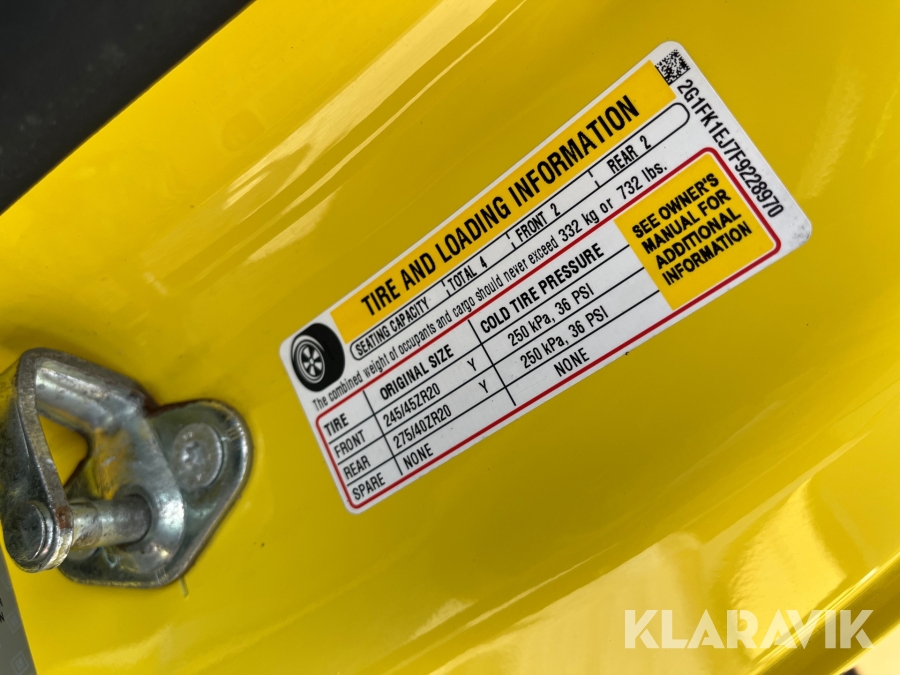 2G1FK1EJ7F9228970
TIRE AND LOADING INFORMATION
SEATING CAPACITY TOTAL 4 FRONT 2 REAR 2
The combined weight of occupants and cargo should never exceed 332 kg or 732 lbs.
TIRE ORIGINAL SIZE COLD TIRE PRESSURE
FRONT 245/45ZR20 Y 250 kPa, 36 PSI
REAR 275/40ZR20 Y 250 kPa, 36 PSI
SPARE NONE NONE
SEE OWNER'S
MANUAL FOR
ADDITIONAL
INFORMATION
KLARAVIK